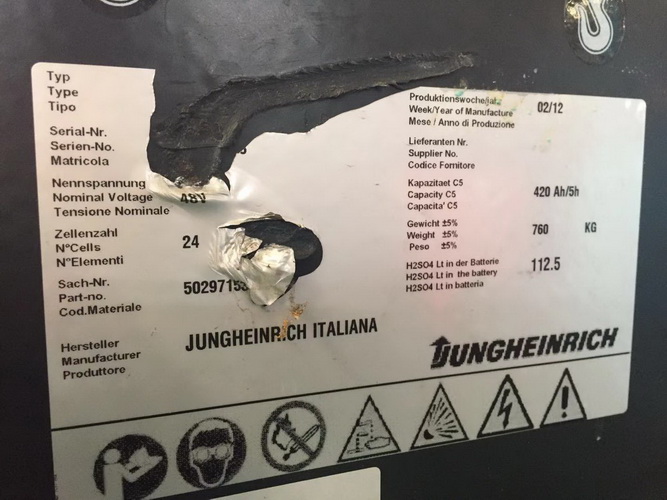 Typ
Type
Tipo
Serial-Nr.
Serien-No.
Matricola
Nennspannung
Nominal Voltage 48V
Tensione Nominale
Zellenzahl
N°Cells 24
N°Elementi
Sach-Nr.
Part-no. 5029715
Cod.Materiale
Hersteller
Manufacturer JUNGHEINRICH ITALIANA
Produttore
Produktionswoche/jat.
Week/Year of Manufacture 02/12
Mese / Anno di Produzione
Lieferanten Nr.
Supplier No.
Codice Fornitore
Kapazitaet C5
Capacity C5 420 Ah/5h
Capacita' C5
Gewicht ±5%
Weight ±5% 760 KG
Peso ±5%
H2SO4 Lt in der Batterie
H2SO4 Lt in the battery 112.5
H2SO4 Lt in batteria
JUNGHEINRICH